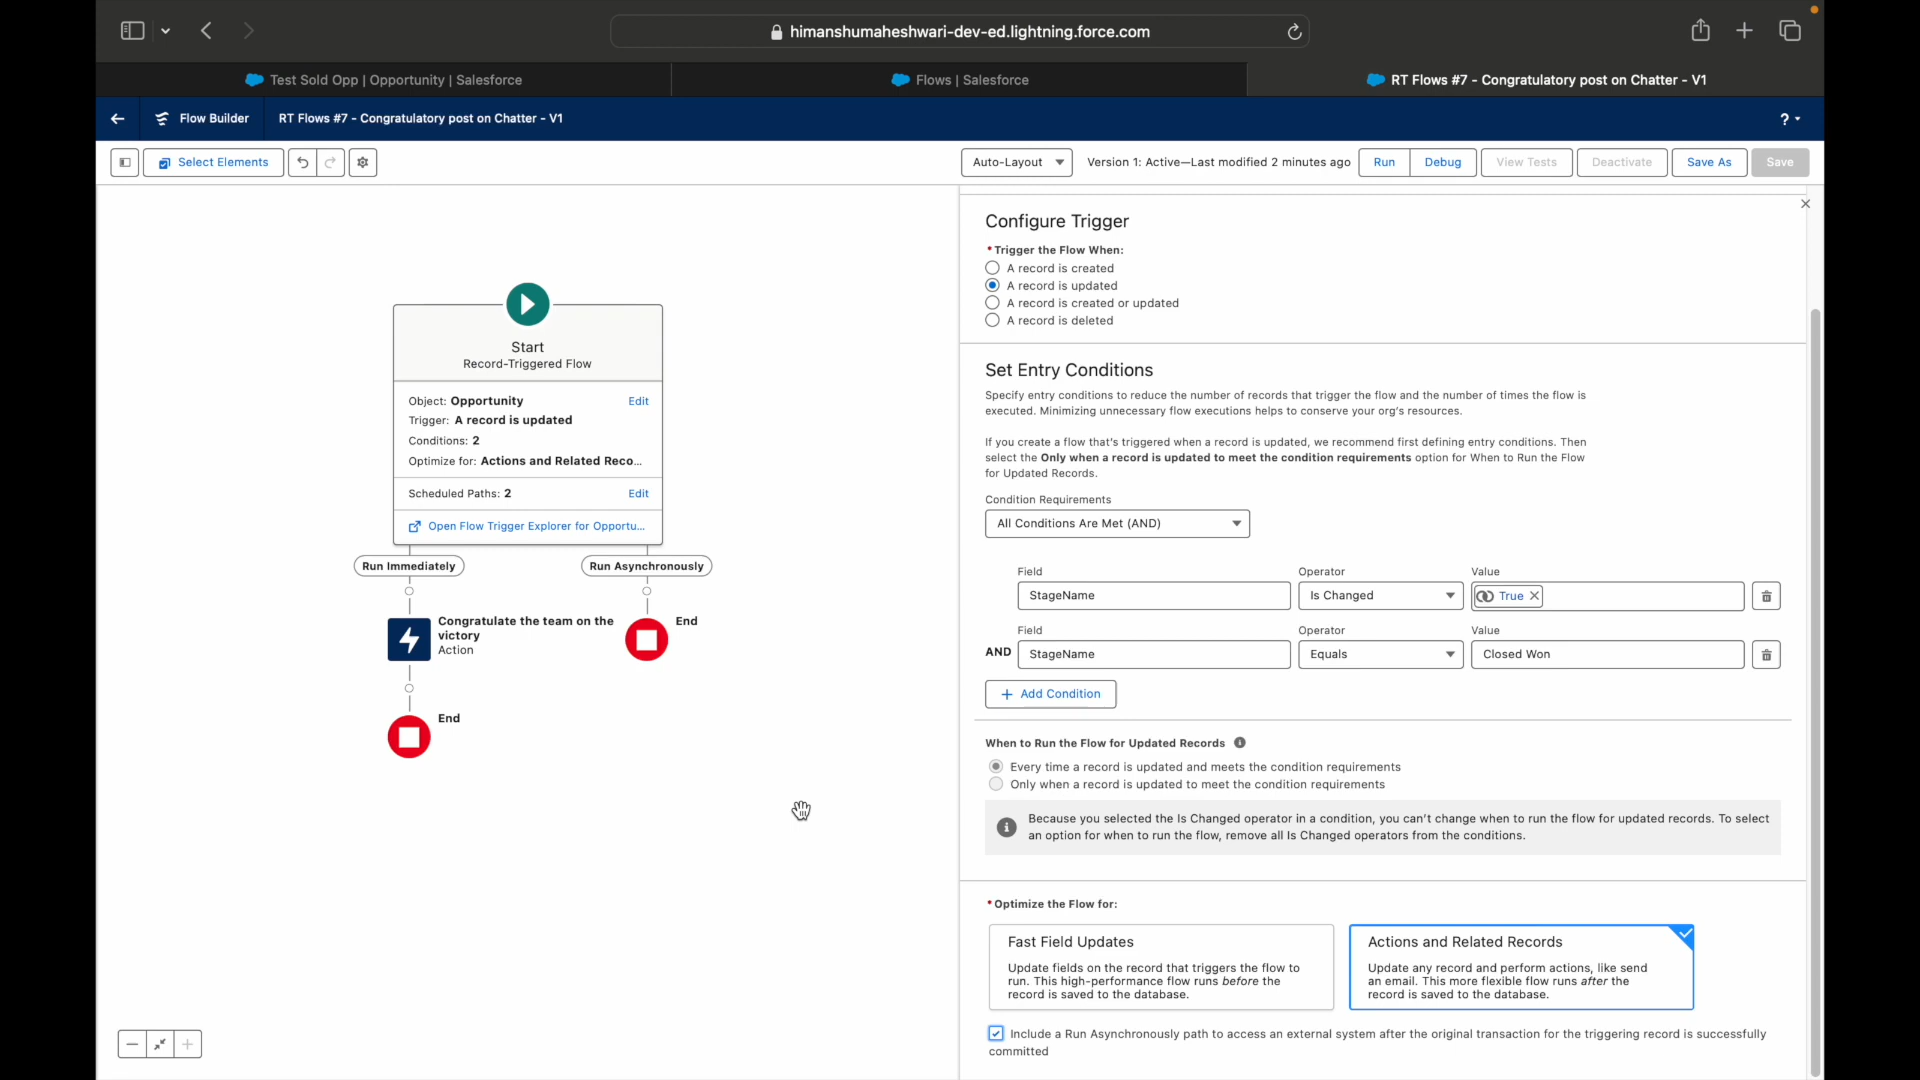 himanshumaheshwari-dev-ed.lightning.force.com
Test Sold Opp | Opportunity | Salesforce
Flows | Salesforce
RT Flows #7 - Congratulatory post on Chatter - V1
Flow Builder
RT Flows #7 - Congratulatory post on Chatter - V1
?
Select Elements
Auto-Layout
Version 1: Active—Last modified 2 minutes ago
Run
Debug
View Tests
Deactivate
Save As
Save
Start
Record-Triggered Flow
Object: Opportunity
Edit
Trigger: A record is updated
Conditions: 2
Optimize for: Actions and Related Reco...
Scheduled Paths: 2
Edit
Open Flow Trigger Explorer for Opportu...
Run Immediately
Run Asynchronously
Congratulate the team on the
victory
Action
End
End
Configure Trigger
*Trigger the Flow When:
A record is created
A record is updated
A record is created or updated
A record is deleted
Set Entry Conditions
Specify entry conditions to reduce the number of records that trigger the flow and the number of times the flow is
executed. Minimizing unnecessary flow executions helps to conserve your org's resources.
If you create a flow that's triggered when a record is updated, we recommend first defining entry conditions. Then
select the Only when a record is updated to meet the condition requirements option for When to Run the Flow
for Updated Records.
Condition Requirements
All Conditions Are Met (AND)
Field
Operator
Value
StageName
Is Changed
True
Field
Operator
Value
AND
StageName
Equals
Closed Won
+ Add Condition
When to Run the Flow for Updated Records
Every time a record is updated and meets the condition requirements
Only when a record is updated to meet the condition requirements
Because you selected the Is Changed operator in a condition, you can't change when to run the flow for updated records. To select
an option for when to run the flow, remove all Is Changed operators from the conditions.
*Optimize the Flow for:
Fast Field Updates
Update fields on the record that triggers the flow to
run. This high-performance flow runs before the
record is saved to the database.
Actions and Related Records
Update any record and perform actions, like send
an email. This more flexible flow runs after the
record is saved to the database.
Include a Run Asynchronously path to access an external system after the original transaction for the triggering record is successfully
committed